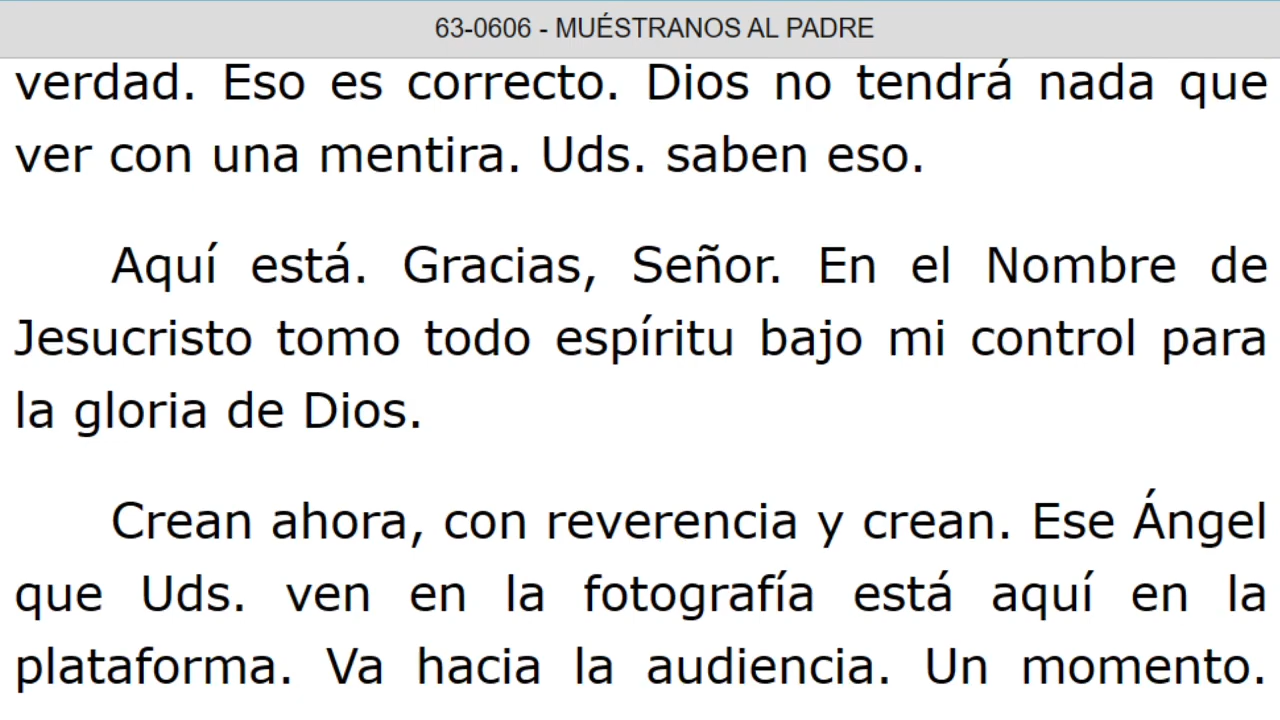 63-0606 - MUÉSTRANOS AL PADRE
verdad. Eso es correcto. Dios no tendrá nada que
ver con una mentira. Uds. saben eso.
Aquí está. Gracias, Señor. En el Nombre de
Jesucristo tomo todo espíritu bajo mi control para
la gloria de Dios.
Crean ahora, con reverencia y crean. Ese Ángel
que Uds. ven en la fotografía está aquí en la
plataforma. Va hacia la audiencia. Un momento.